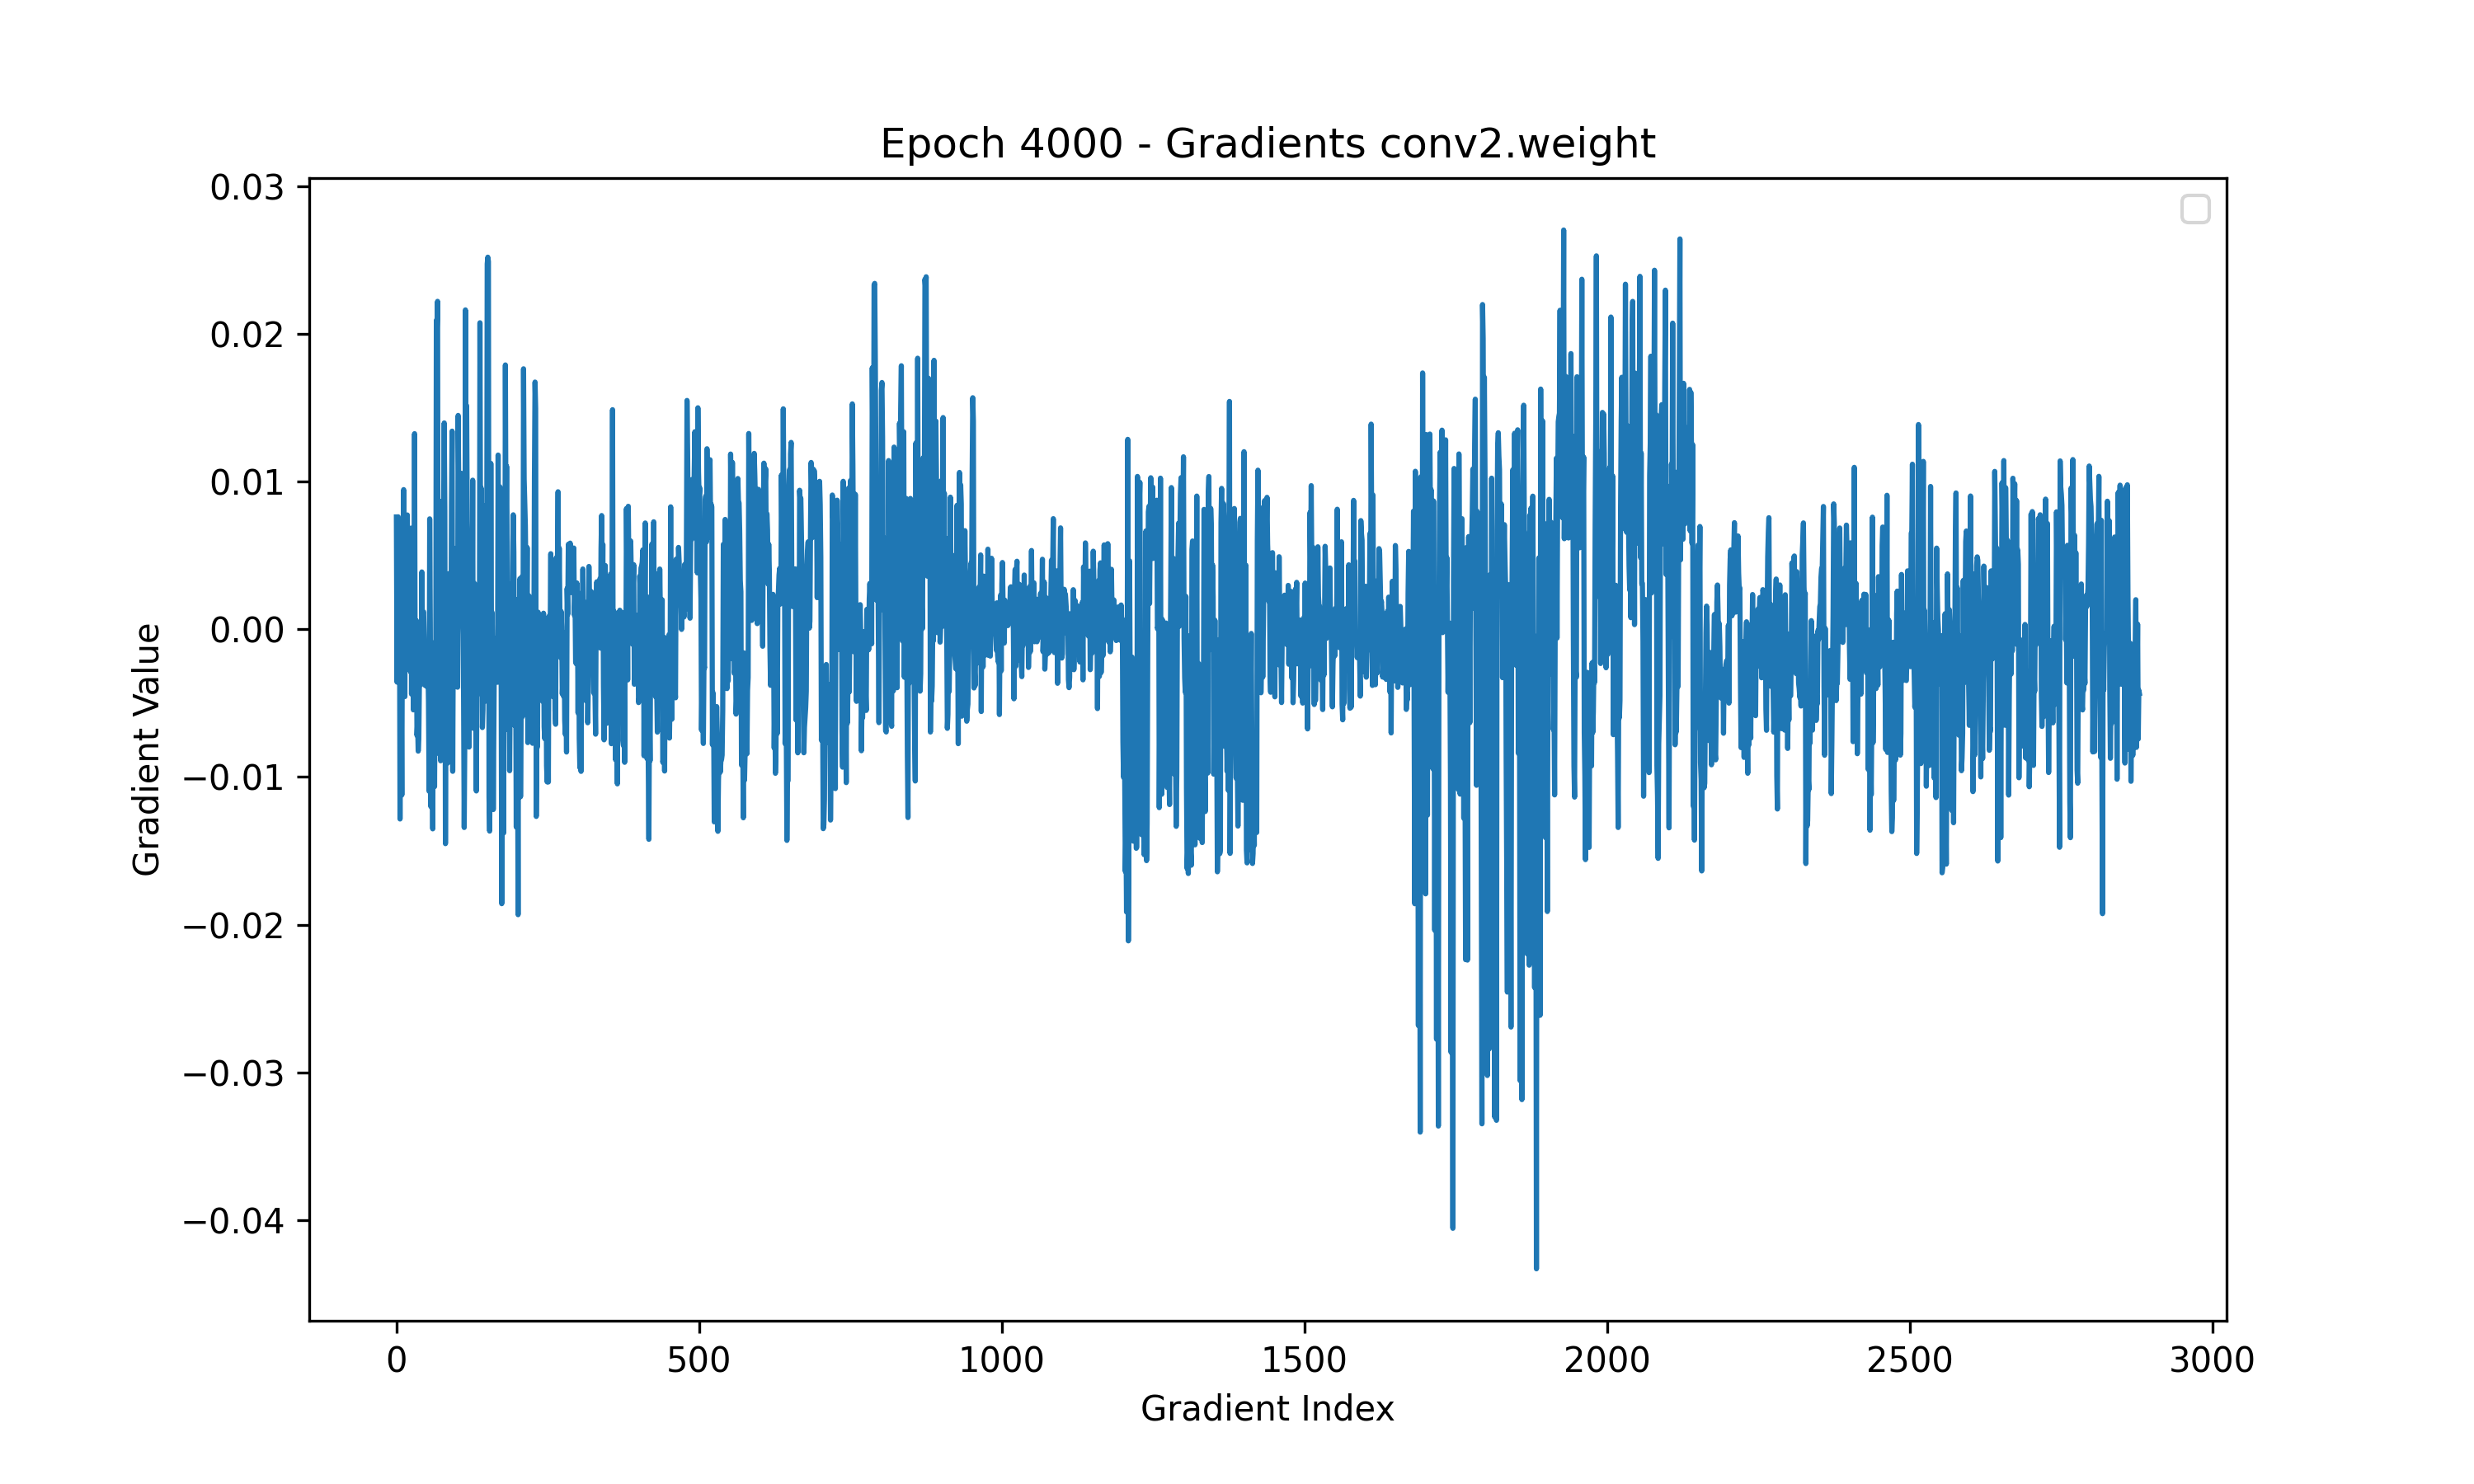 Epoch 4000 - Gradients conv2.weight
0.03
0.02
0.01
0.00
−0.01
−0.02
−0.03
−0.04
Gradient Value
0 500 1000 1500 2000 2500 3000
Gradient Index